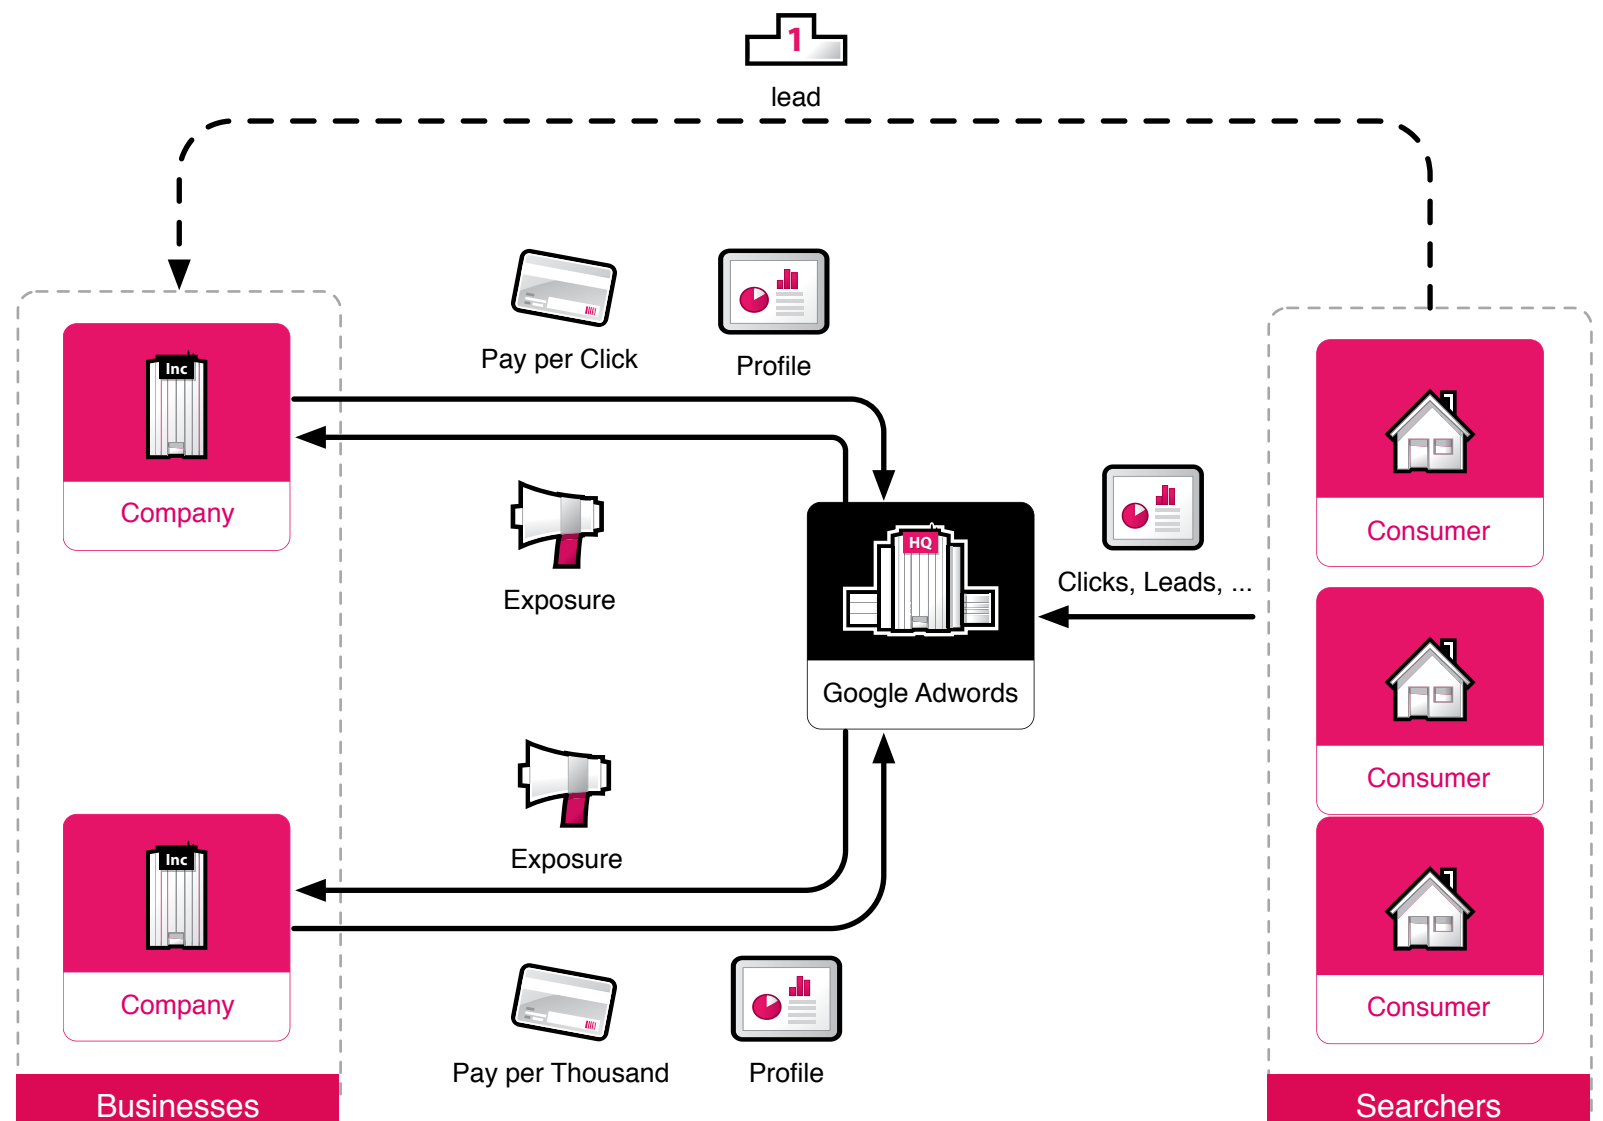 1
lead
Pay per Click
Profile
Inc
Company
Consumer
Exposure
HQ
Google Adwords
Clicks, Leads, ...
Consumer
Exposure
Inc
Company
Consumer
Pay per Thousand
Profile
Businesses
Searchers